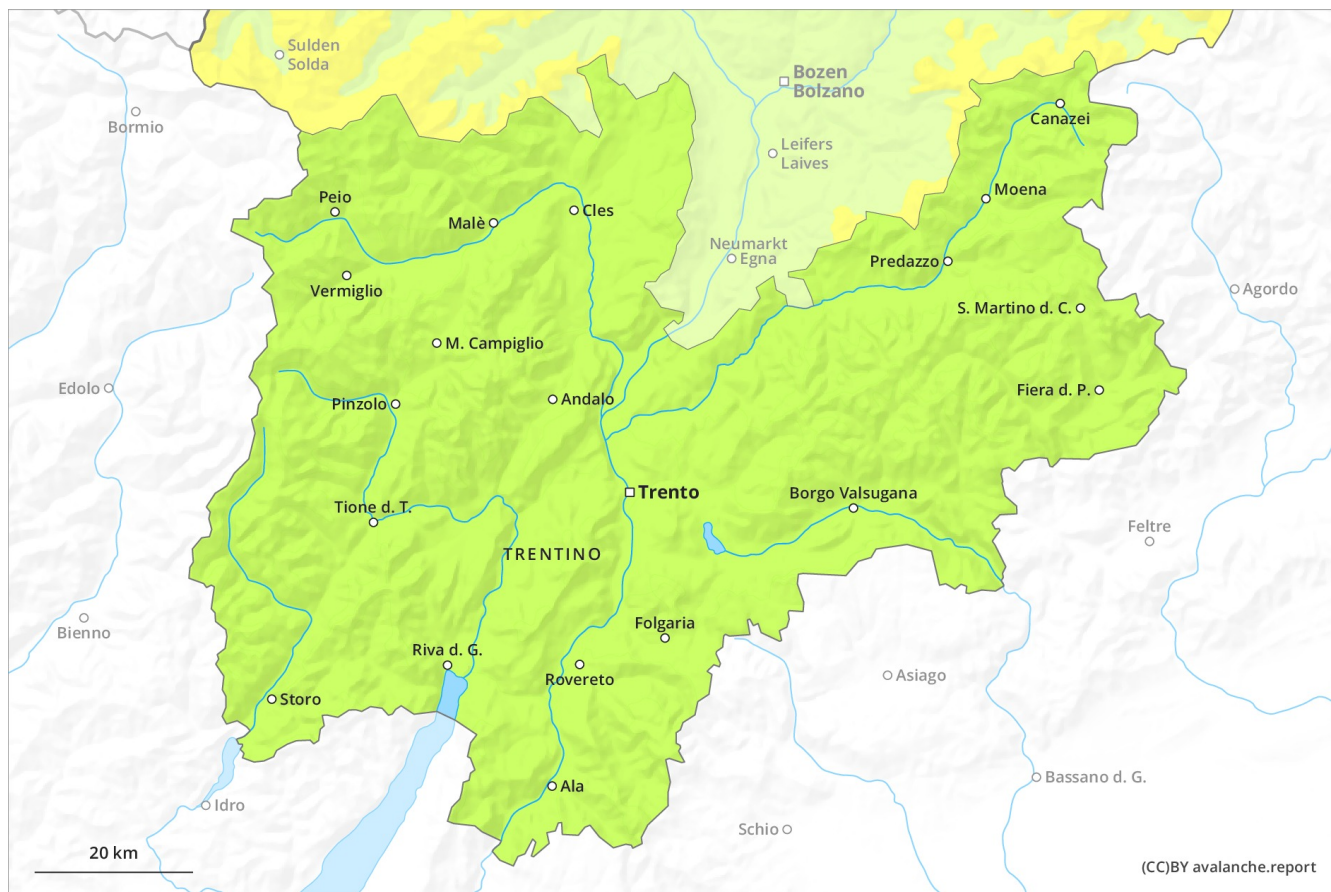 Sulden
Solda
Bozen
Bolzano
Bormio
Canazei
Leifers
Laives
Moena
Peio
Malè
Cles
Neumarkt
Egna
Predazzo
Vermiglio
Agordo
S. Martino d. C.
M. Campiglio
Edolo
Fiera d. P.
Andalo
Pinzolo
Trento
Borgo Valsugana
Tione d. T.
Feltre
TRENTINO
Bienno
Folgaria
Riva d. G.
Asiago
Rovereto
Storo
Bassano d. G.
Ala
Idro
Schio
20 km
(CC)BY avalanche.report